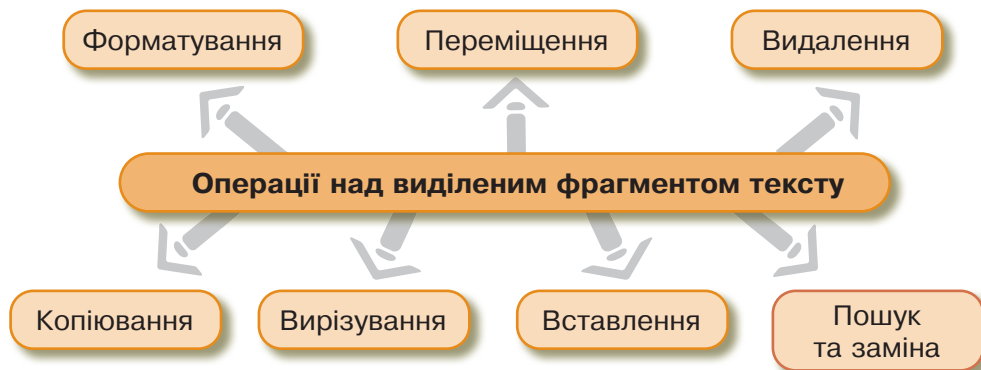 Форматування
Переміщення
Видалення
Операції над виділеним фрагментом тексту
Копіювання
Вирізування
Вставлення
Пошук
та заміна